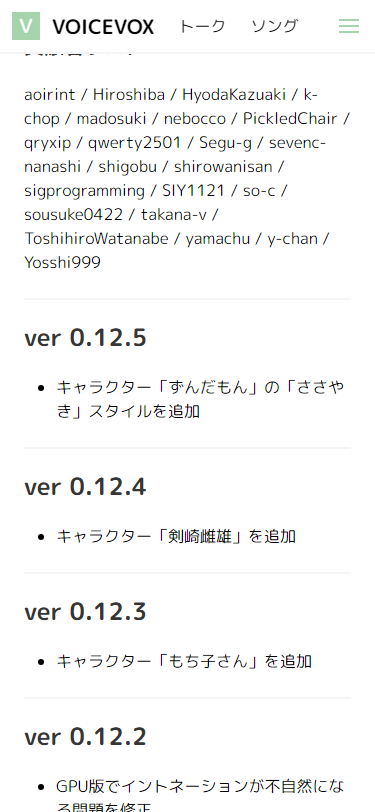 VOICEVOX トーク ソング
aoirint / Hiroshiba / HyodaKazuaki / k-
chop / madosuki / nebocco / PickledChair /
qryxip / qwerty2501 / Segu-g / sevenc-
nanashi / shigobu / shirowanisan /
sigprogramming / SIY1121 / so-c /
sousuke0422 / takana-v /
ToshihiroWatanabe / yamachu / y-chan /
Yosshi999
ver 0.12.5
キャラクター「ずんだもん」の「ささや
き」スタイルを追加
ver 0.12.4
キャラクター「剣崎雌雄」を追加
ver 0.12.3
キャラクター「もち子さん」を追加
ver 0.12.2
GPU版でイントネーションが不自然にな
る問題を修正